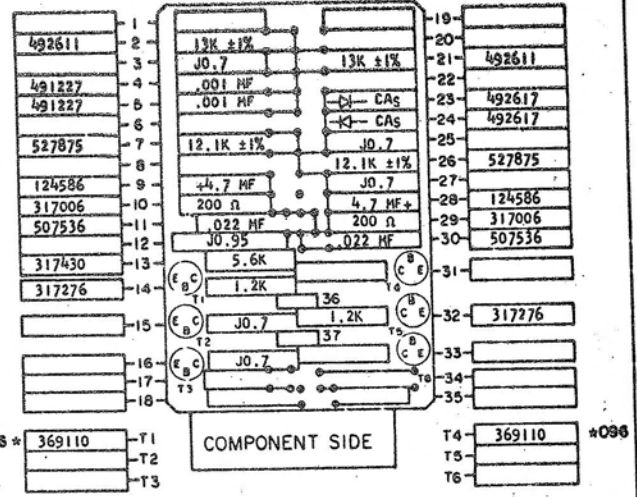 1 19
492611 2 13K ±1% 20
3 J0.7 13K ±1% 21 492611
491227 4 .001 MF 22
491227 5 .001 MF CAs 23 492617
6 CAs 24 492617
527875 7 12.1K ±1% J0.7 25
8 12.1K ±1% 26 527875
124586 9 +4.7 MF J0.7 27
317006 10 200 Ω 4.7 MF+ 28 124586
507536 11 .022 MF 200 Ω 29 317006
12 J0.95 .022 MF 30 507536
317430 13 5.6K B
E B C C E 31
317276 14 1.2K T4
T1 36 B
15 E B C J0.7 1.2K C E 32 317276
T2 37 T5
B
16 E B C J0.7 C E 33
17 T3 T6 34
18 35
6 * 369110 T1 COMPONENT SIDE T4 369110 *036
T2 T5
T3 T6